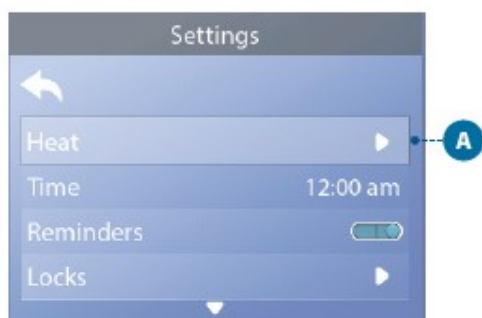 Settings
Heat
A
Time 12:00 am
Reminders
Locks